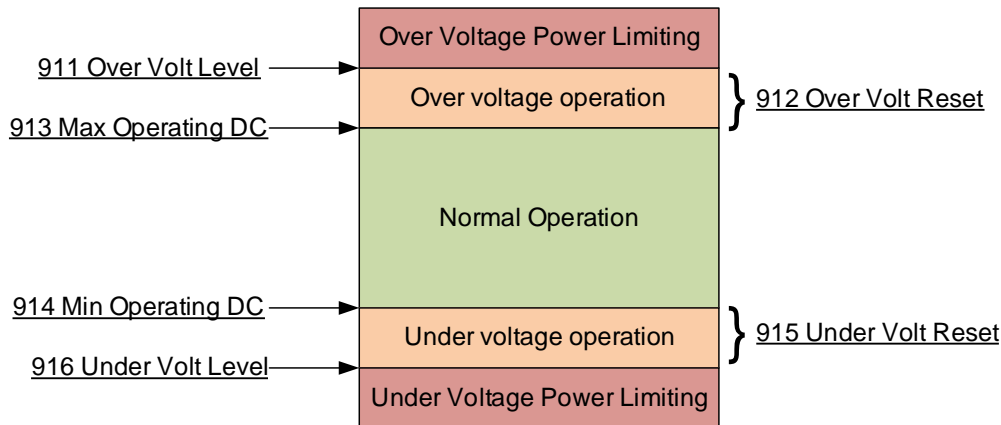 Over Voltage Power Limiting
911 Over Volt Level
Over voltage operation
912 Over Volt Reset
913 Max Operating DC
Normal Operation
914 Min Operating DC
Under voltage operation
915 Under Volt Reset
916 Under Volt Level
Under Voltage Power Limiting